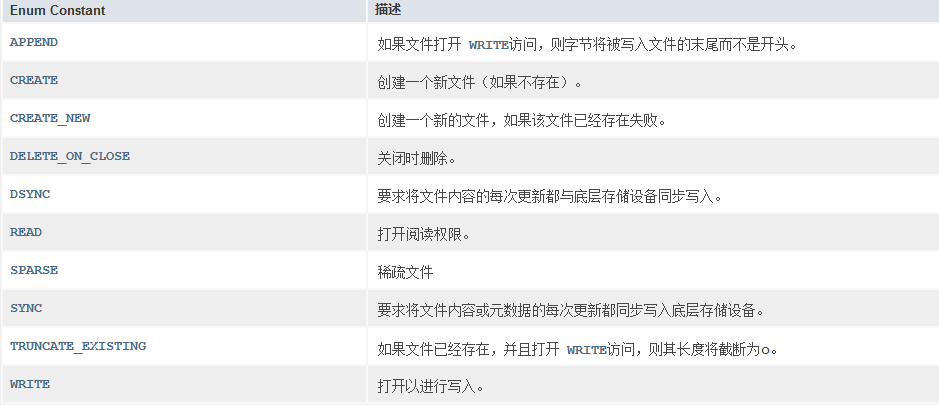 Enum Constant 描述
APPEND 如果文件打开 WRITE访问，则字节将被写入文件的末尾而不是开头。
CREATE 创建一个新文件（如果不存在）。
CREATE_NEW 创建一个新的文件，如果该文件已经存在失败。
DELETE_ON_CLOSE 关闭时删除。
DSYNC 要求将文件内容的每次更新都与底层存储设备同步写入。
READ 打开阅读权限。
SPARSE 稀疏文件
SYNC 要求将文件内容或元数据的每次更新都同步写入底层存储设备。
TRUNCATE_EXISTING 如果文件已经存在，并且打开 WRITE访问，则其长度将截断为0。
WRITE 打开以进行写入。